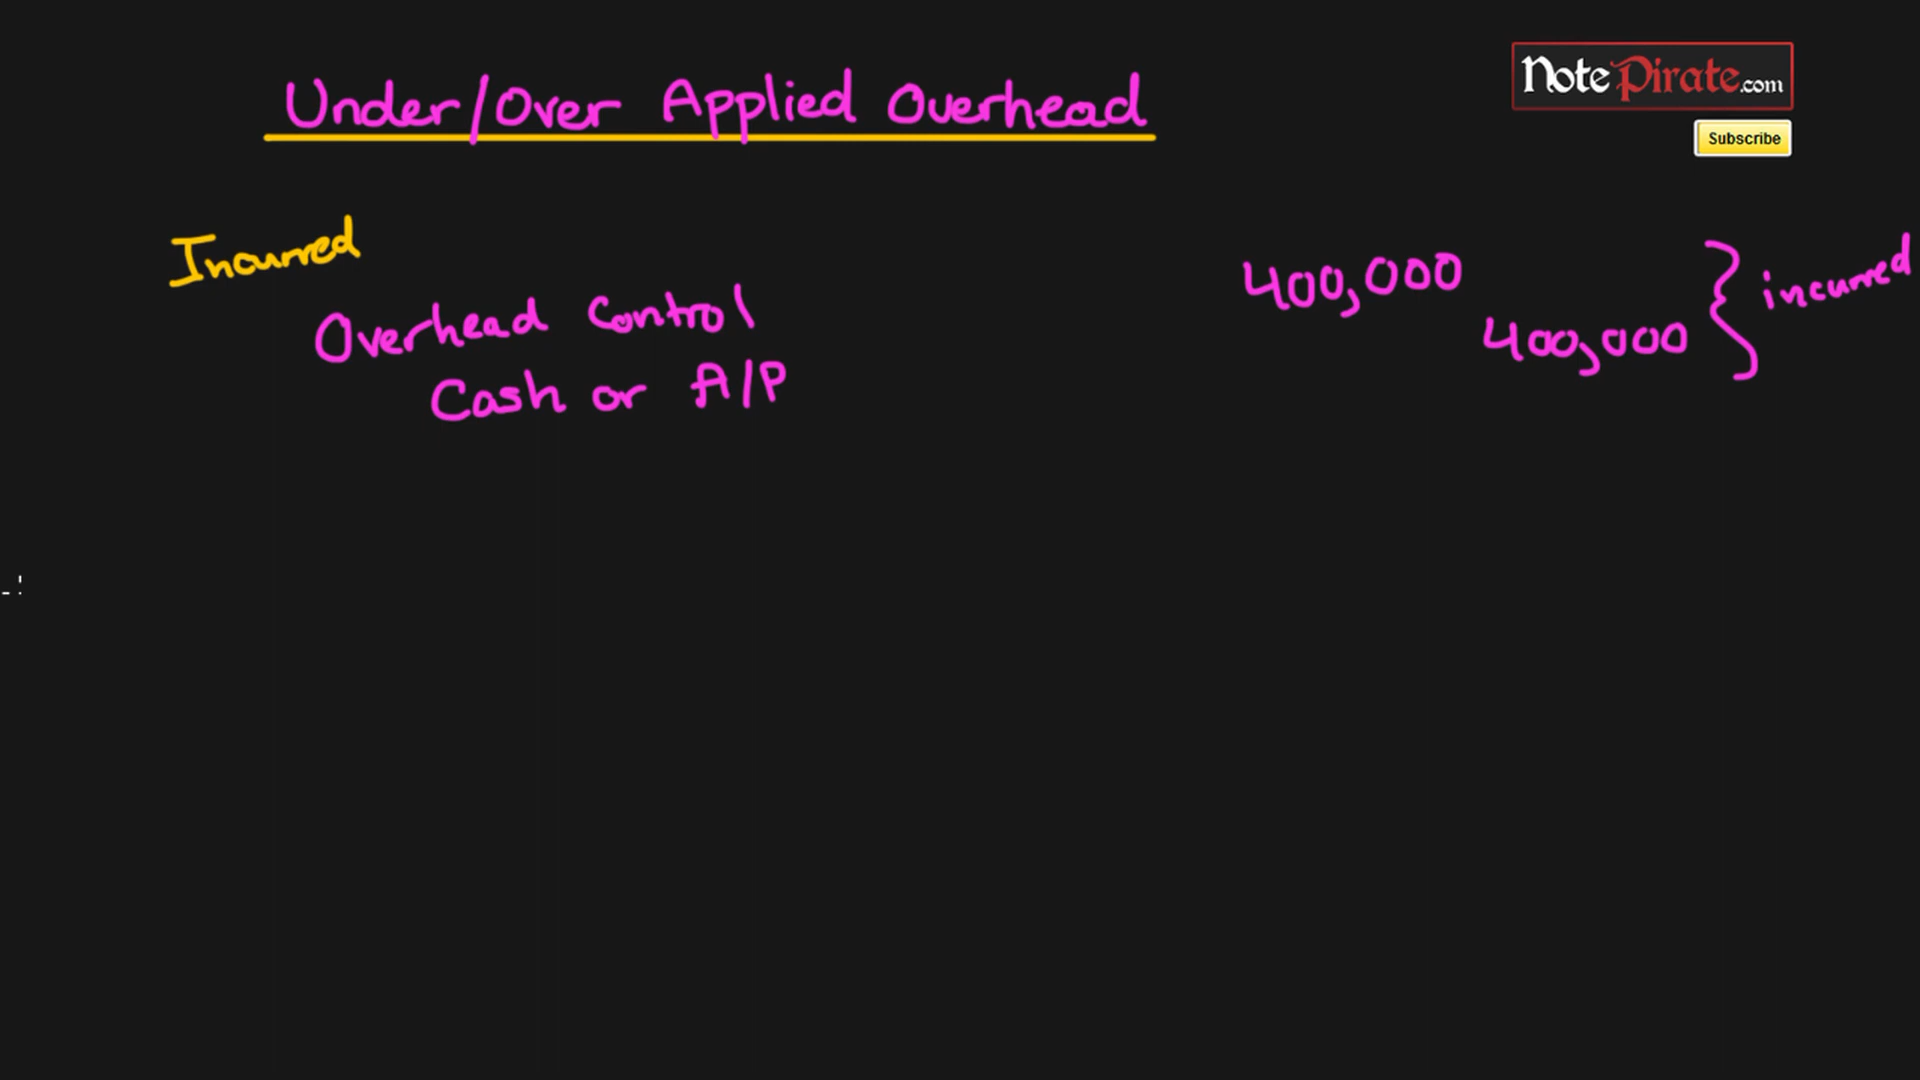 Under/Over Applied Overhead
NotePirate.com
Subscribe
Incurred
Overhead Control 400,000
Cash or A/P 400,000
incurred